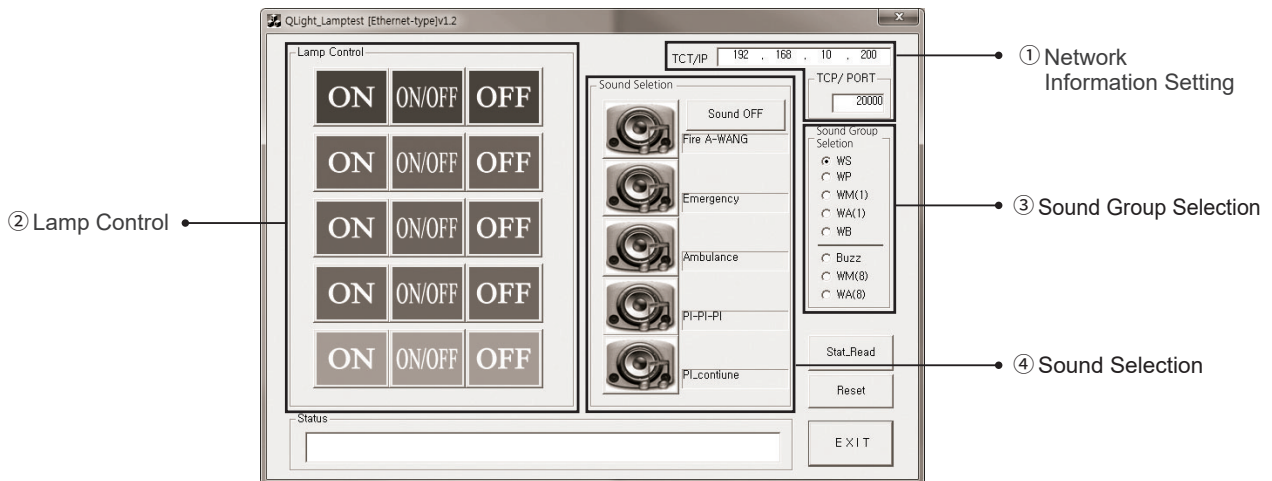 QLight_Lamptest [Ethernet-type]v1.2
x
Lamp Control
ON ON/OFF OFF
ON ON/OFF OFF
ON ON/OFF OFF
ON ON/OFF OFF
ON ON/OFF OFF
Sound Seletion
Sound OFF
Fire A-WANG
Emergency
Ambulance
PI-PI-PI
PI_contiune
TCT/IP 192 . 168 . 10 . 200
TCP/ PORT
20000
Sound Group
Seletion
WS
WP
WM(1)
WA(1)
WB
Buzz
WM(8)
WA(8)
Stat_Read
Reset
EXIT
Status
① Network
Information Setting
② Lamp Control
③ Sound Group Selection
④ Sound Selection